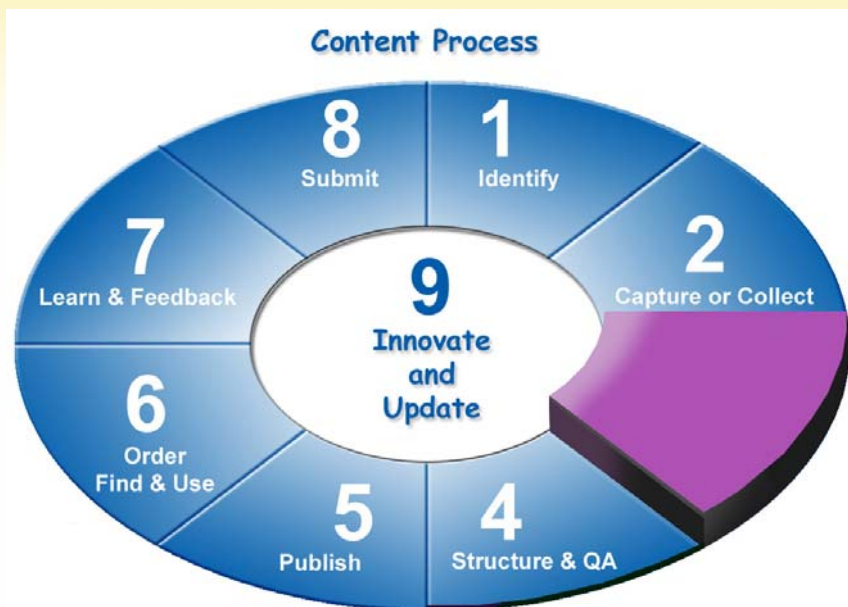 Content Process
8
Submit
1
Identify
2
Capture or Collect
7
Learn & Feedback
9
Innovate
and
Update
6
Order
Find & Use
5
Publish
4
Structure & QA